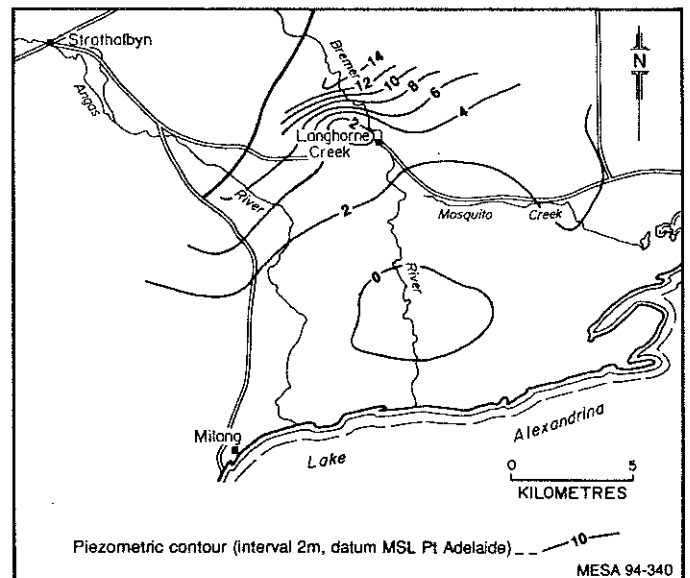 Strathalbyn
Angas
River
Bremer
14
12
10
8
6
4
N
2
Langhorne
Creek
2
Mosquito Creek
0
River
Milang
Lake Alexandrina
0 5
KILOMETRES
Piezometric contour (interval 2m, datum MSL Pt Adelaide) 10
MESA 94-340